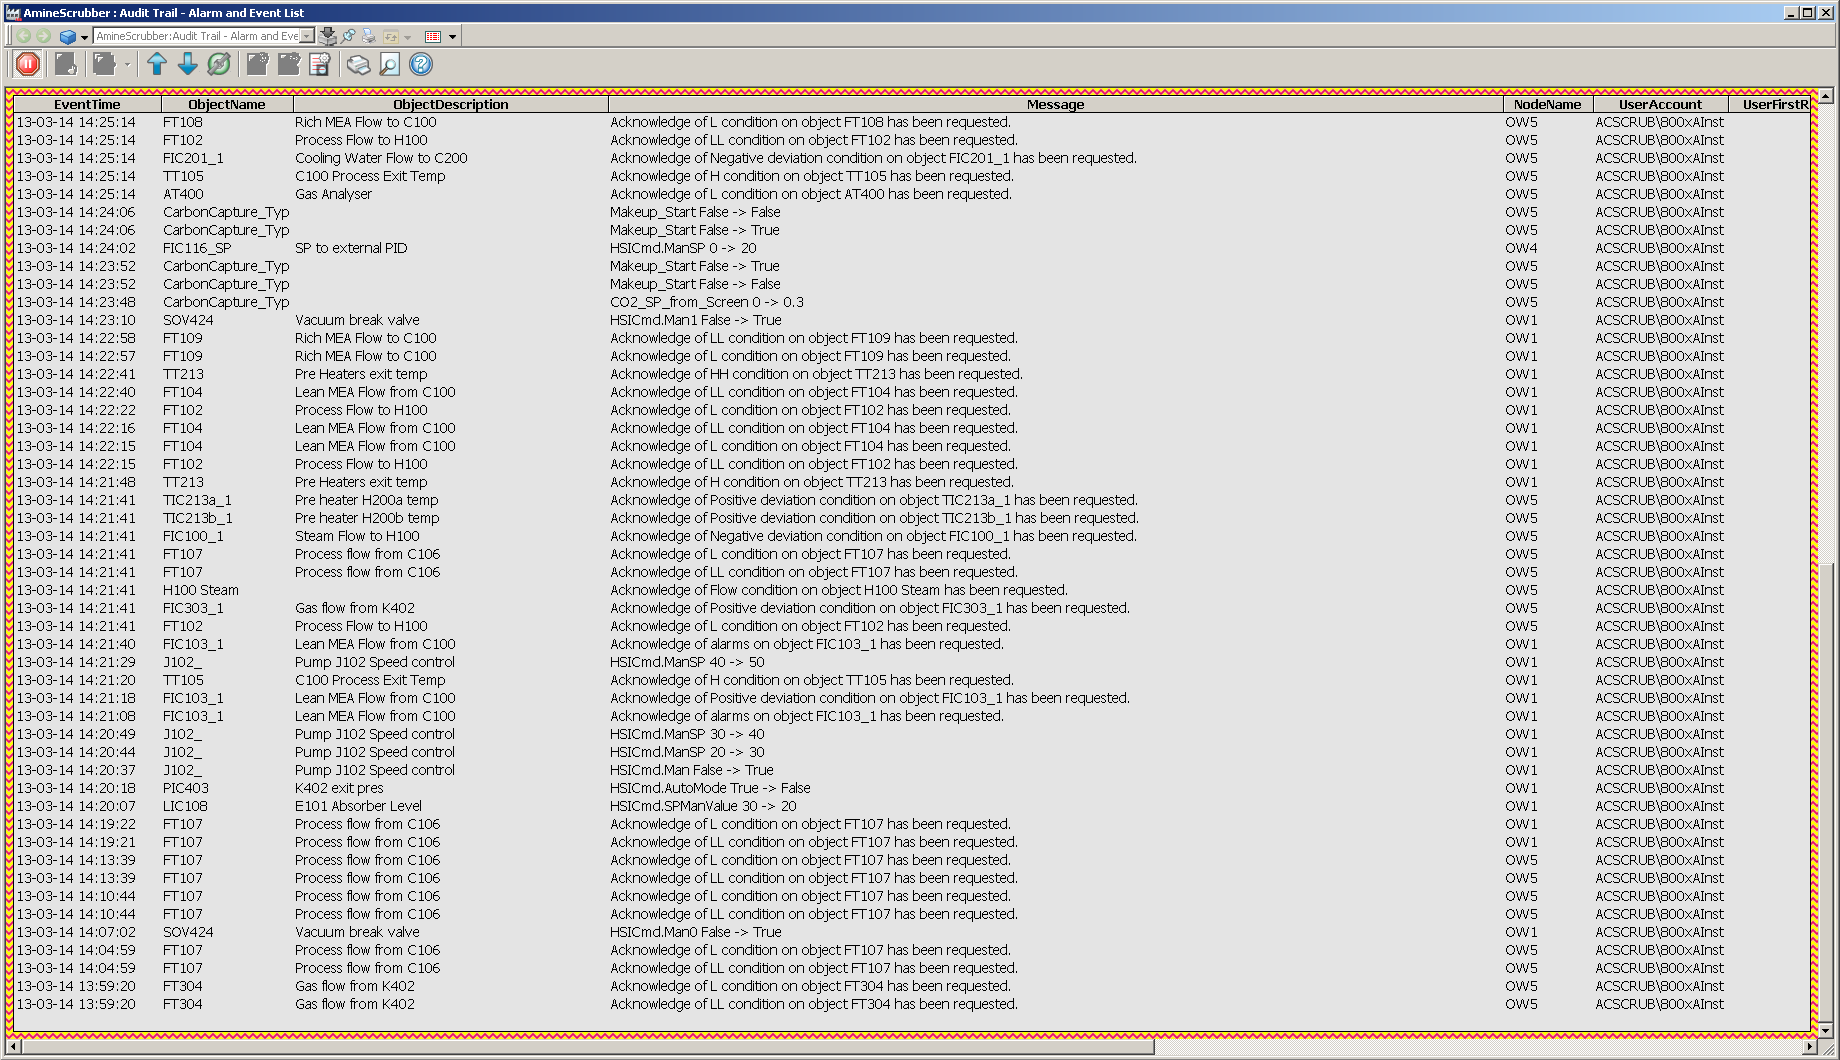 AmineScrubber : Audit Trail - Alarm and Event List
AmineScrubber:Audit Trail - Alarm and Eve
EventTime ObjectName ObjectDescription Message NodeName UserAccount UserFirstR
13-03-14 14:25:14 FT108 Rich MEA Flow to C100 Acknowledge of L condition on object FT108 has been requested. OW5 ACSCRUB\800xAInst
13-03-14 14:25:14 FT102 Process Flow to H100 Acknowledge of LL condition on object FT102 has been requested. OW5 ACSCRUB\800xAInst
13-03-14 14:25:14 FIC201_1 Cooling Water Flow to C200 Acknowledge of Negative deviation condition on object FIC201_1 has been requested. OW5 ACSCRUB\800xAInst
13-03-14 14:25:14 TT105 C100 Process Exit Temp Acknowledge of H condition on object TT105 has been requested. OW5 ACSCRUB\800xAInst
13-03-14 14:25:14 AT400 Gas Analyser Acknowledge of L condition on object AT400 has been requested. OW5 ACSCRUB\800xAInst
13-03-14 14:24:06 CarbonCapture_Typ Makeup_Start False -> False OW5 ACSCRUB\800xAInst
13-03-14 14:24:06 CarbonCapture_Typ Makeup_Start False -> True OW5 ACSCRUB\800xAInst
13-03-14 14:24:02 FIC116_SP SP to external PID HSICmd.ManSP 0 -> 20 OW4 ACSCRUB\800xAInst
13-03-14 14:23:52 CarbonCapture_Typ Makeup_Start False -> True OW5 ACSCRUB\800xAInst
13-03-14 14:23:52 CarbonCapture_Typ Makeup_Start False -> False OW5 ACSCRUB\800xAInst
13-03-14 14:23:48 CarbonCapture_Typ CO2_SP_from_Screen 0 -> 0.3 OW5 ACSCRUB\800xAInst
13-03-14 14:23:10 SOV424 Vacuum break valve HSICmd.Man1 False -> True OW1 ACSCRUB\800xAInst
13-03-14 14:22:58 FT109 Rich MEA Flow to C100 Acknowledge of LL condition on object FT109 has been requested. OW1 ACSCRUB\800xAInst
13-03-14 14:22:57 FT109 Rich MEA Flow to C100 Acknowledge of L condition on object FT109 has been requested. OW1 ACSCRUB\800xAInst
13-03-14 14:22:41 TT213 Pre Heaters exit temp Acknowledge of HH condition on object TT213 has been requested. OW1 ACSCRUB\800xAInst
13-03-14 14:22:40 FT104 Lean MEA Flow from C100 Acknowledge of LL condition on object FT104 has been requested. OW1 ACSCRUB\800xAInst
13-03-14 14:22:22 FT102 Process Flow to H100 Acknowledge of LL condition on object FT102 has been requested. OW1 ACSCRUB\800xAInst
13-03-14 14:22:16 FT104 Lean MEA Flow from C100 Acknowledge of LL condition on object FT104 has been requested. OW1 ACSCRUB\800xAInst
13-03-14 14:22:15 FT104 Lean MEA Flow from C100 Acknowledge of L condition on object FT104 has been requested. OW1 ACSCRUB\800xAInst
13-03-14 14:22:15 FT102 Process Flow to H100 Acknowledge of LL condition on object FT102 has been requested. OW1 ACSCRUB\800xAInst
13-03-14 14:21:48 TT213 Pre Heaters exit temp Acknowledge of H condition on object TT213 has been requested. OW1 ACSCRUB\800xAInst
13-03-14 14:21:41 TIC213a_1 Pre heater H200a temp Acknowledge of Positive deviation condition on object TIC213a_1 has been requested. OW5 ACSCRUB\800xAInst
13-03-14 14:21:41 TIC213b_1 Pre heater H200b temp Acknowledge of Positive deviation condition on object TIC213b_1 has been requested. OW5 ACSCRUB\800xAInst
13-03-14 14:21:41 FIC100_1 Steam Flow to H100 Acknowledge of Negative deviation condition on object FIC100_1 has been requested. OW5 ACSCRUB\800xAInst
13-03-14 14:21:41 FT107 Process flow from C106 Acknowledge of L condition on object FT107 has been requested. OW5 ACSCRUB\800xAInst
13-03-14 14:21:41 FT107 Process flow from C106 Acknowledge of LL condition on object FT107 has been requested. OW5 ACSCRUB\800xAInst
13-03-14 14:21:41 H100 Steam Acknowledge of Flow condition on object H100 Steam has been requested. OW5 ACSCRUB\800xAInst
13-03-14 14:21:41 FIC303_1 Gas flow from K402 Acknowledge of Positive deviation condition on object FIC303_1 has been requested. OW5 ACSCRUB\800xAInst
13-03-14 14:21:41 FT102 Process Flow to H100 Acknowledge of L condition on object FT102 has been requested. OW5 ACSCRUB\800xAInst
13-03-14 14:21:40 FIC103_1 Lean MEA Flow from C100 Acknowledge of alarms on object FIC103_1 has been requested. OW1 ACSCRUB\800xAInst
13-03-14 14:21:29 J102_ Pump J102 Speed control HSICmd.ManSP 40 -> 50 OW1 ACSCRUB\800xAInst
13-03-14 14:21:20 TT105 C100 Process Exit Temp Acknowledge of H condition on object TT105 has been requested. OW1 ACSCRUB\800xAInst
13-03-14 14:21:18 FIC103_1 Lean MEA Flow from C100 Acknowledge of Positive deviation condition on object FIC103_1 has been requested. OW1 ACSCRUB\800xAInst
13-03-14 14:21:08 FIC103_1 Lean MEA Flow from C100 Acknowledge of alarms on object FIC103_1 has been requested. OW1 ACSCRUB\800xAInst
13-03-14 14:20:49 J102_ Pump J102 Speed control HSICmd.ManSP 30 -> 40 OW1 ACSCRUB\800xAInst
13-03-14 14:20:44 J102_ Pump J102 Speed control HSICmd.ManSP 20 -> 30 OW1 ACSCRUB\800xAInst
13-03-14 14:20:37 J102_ Pump J102 Speed control HSICmd.Man False -> True OW1 ACSCRUB\800xAInst
13-03-14 14:20:18 PIC403 K402 exit pres HSICmd.AutoMode True -> False OW1 ACSCRUB\800xAInst
13-03-14 14:20:07 LIC108 E101 Absorber Level HSICmd.SPManValue 30 -> 20 OW1 ACSCRUB\800xAInst
13-03-14 14:19:22 FT107 Process flow from C106 Acknowledge of L condition on object FT107 has been requested. OW1 ACSCRUB\800xAInst
13-03-14 14:19:21 FT107 Process flow from C106 Acknowledge of LL condition on object FT107 has been requested. OW1 ACSCRUB\800xAInst
13-03-14 14:13:39 FT107 Process flow from C106 Acknowledge of L condition on object FT107 has been requested. OW5 ACSCRUB\800xAInst
13-03-14 14:13:39 FT107 Process flow from C106 Acknowledge of LL condition on object FT107 has been requested. OW5 ACSCRUB\800xAInst
13-03-14 14:10:44 FT107 Process flow from C106 Acknowledge of L condition on object FT107 has been requested. OW5 ACSCRUB\800xAInst
13-03-14 14:10:44 FT107 Process flow from C106 Acknowledge of LL condition on object FT107 has been requested. OW5 ACSCRUB\800xAInst
13-03-14 14:07:02 SOV424 Vacuum break valve HSICmd.Man0 False -> True OW1 ACSCRUB\800xAInst
13-03-14 14:04:59 FT107 Process flow from C106 Acknowledge of L condition on object FT107 has been requested. OW5 ACSCRUB\800xAInst
13-03-14 14:04:59 FT107 Process flow from C106 Acknowledge of LL condition on object FT107 has been requested. OW5 ACSCRUB\800xAInst
13-03-14 13:59:20 FT304 Gas flow from K402 Acknowledge of L condition on object FT304 has been requested. OW5 ACSCRUB\800xAInst
13-03-14 13:59:20 FT304 Gas flow from K402 Acknowledge of LL condition on object FT304 has been requested. OW5 ACSCRUB\800xAInst